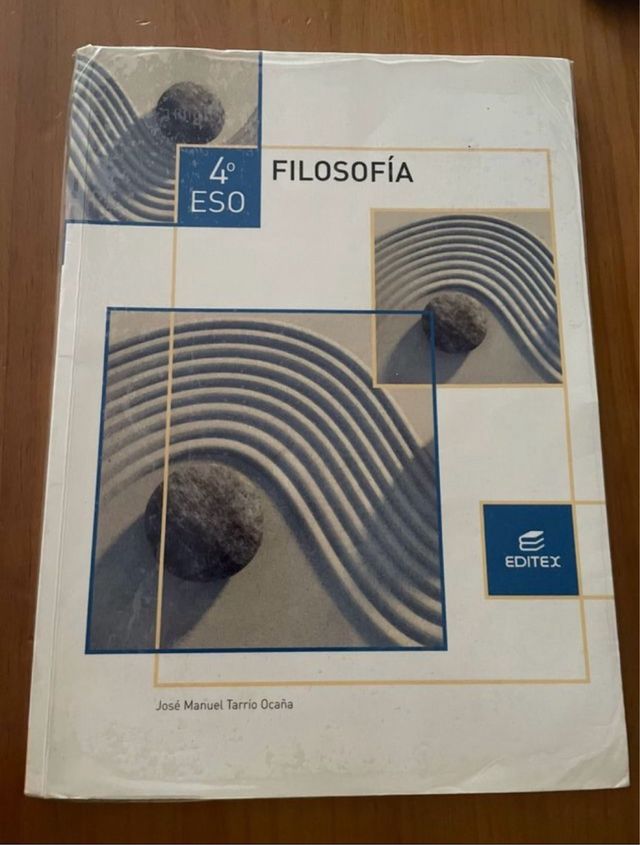 4º
ESO
FILOSOFÍA
EDITEX
José Manuel Tarrío Ocaña